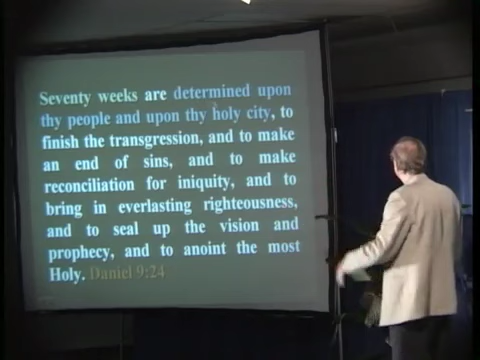 Seventy weeks are determined upon
thy people and upon thy holy city, to
finish the transgression, and to make
an end of sins, and to make
reconciliation for iniquity, and to
bring in everlasting righteousness,
and to seal up the vision and
prophecy, and to anoint the most
Holy. Daniel 9:24